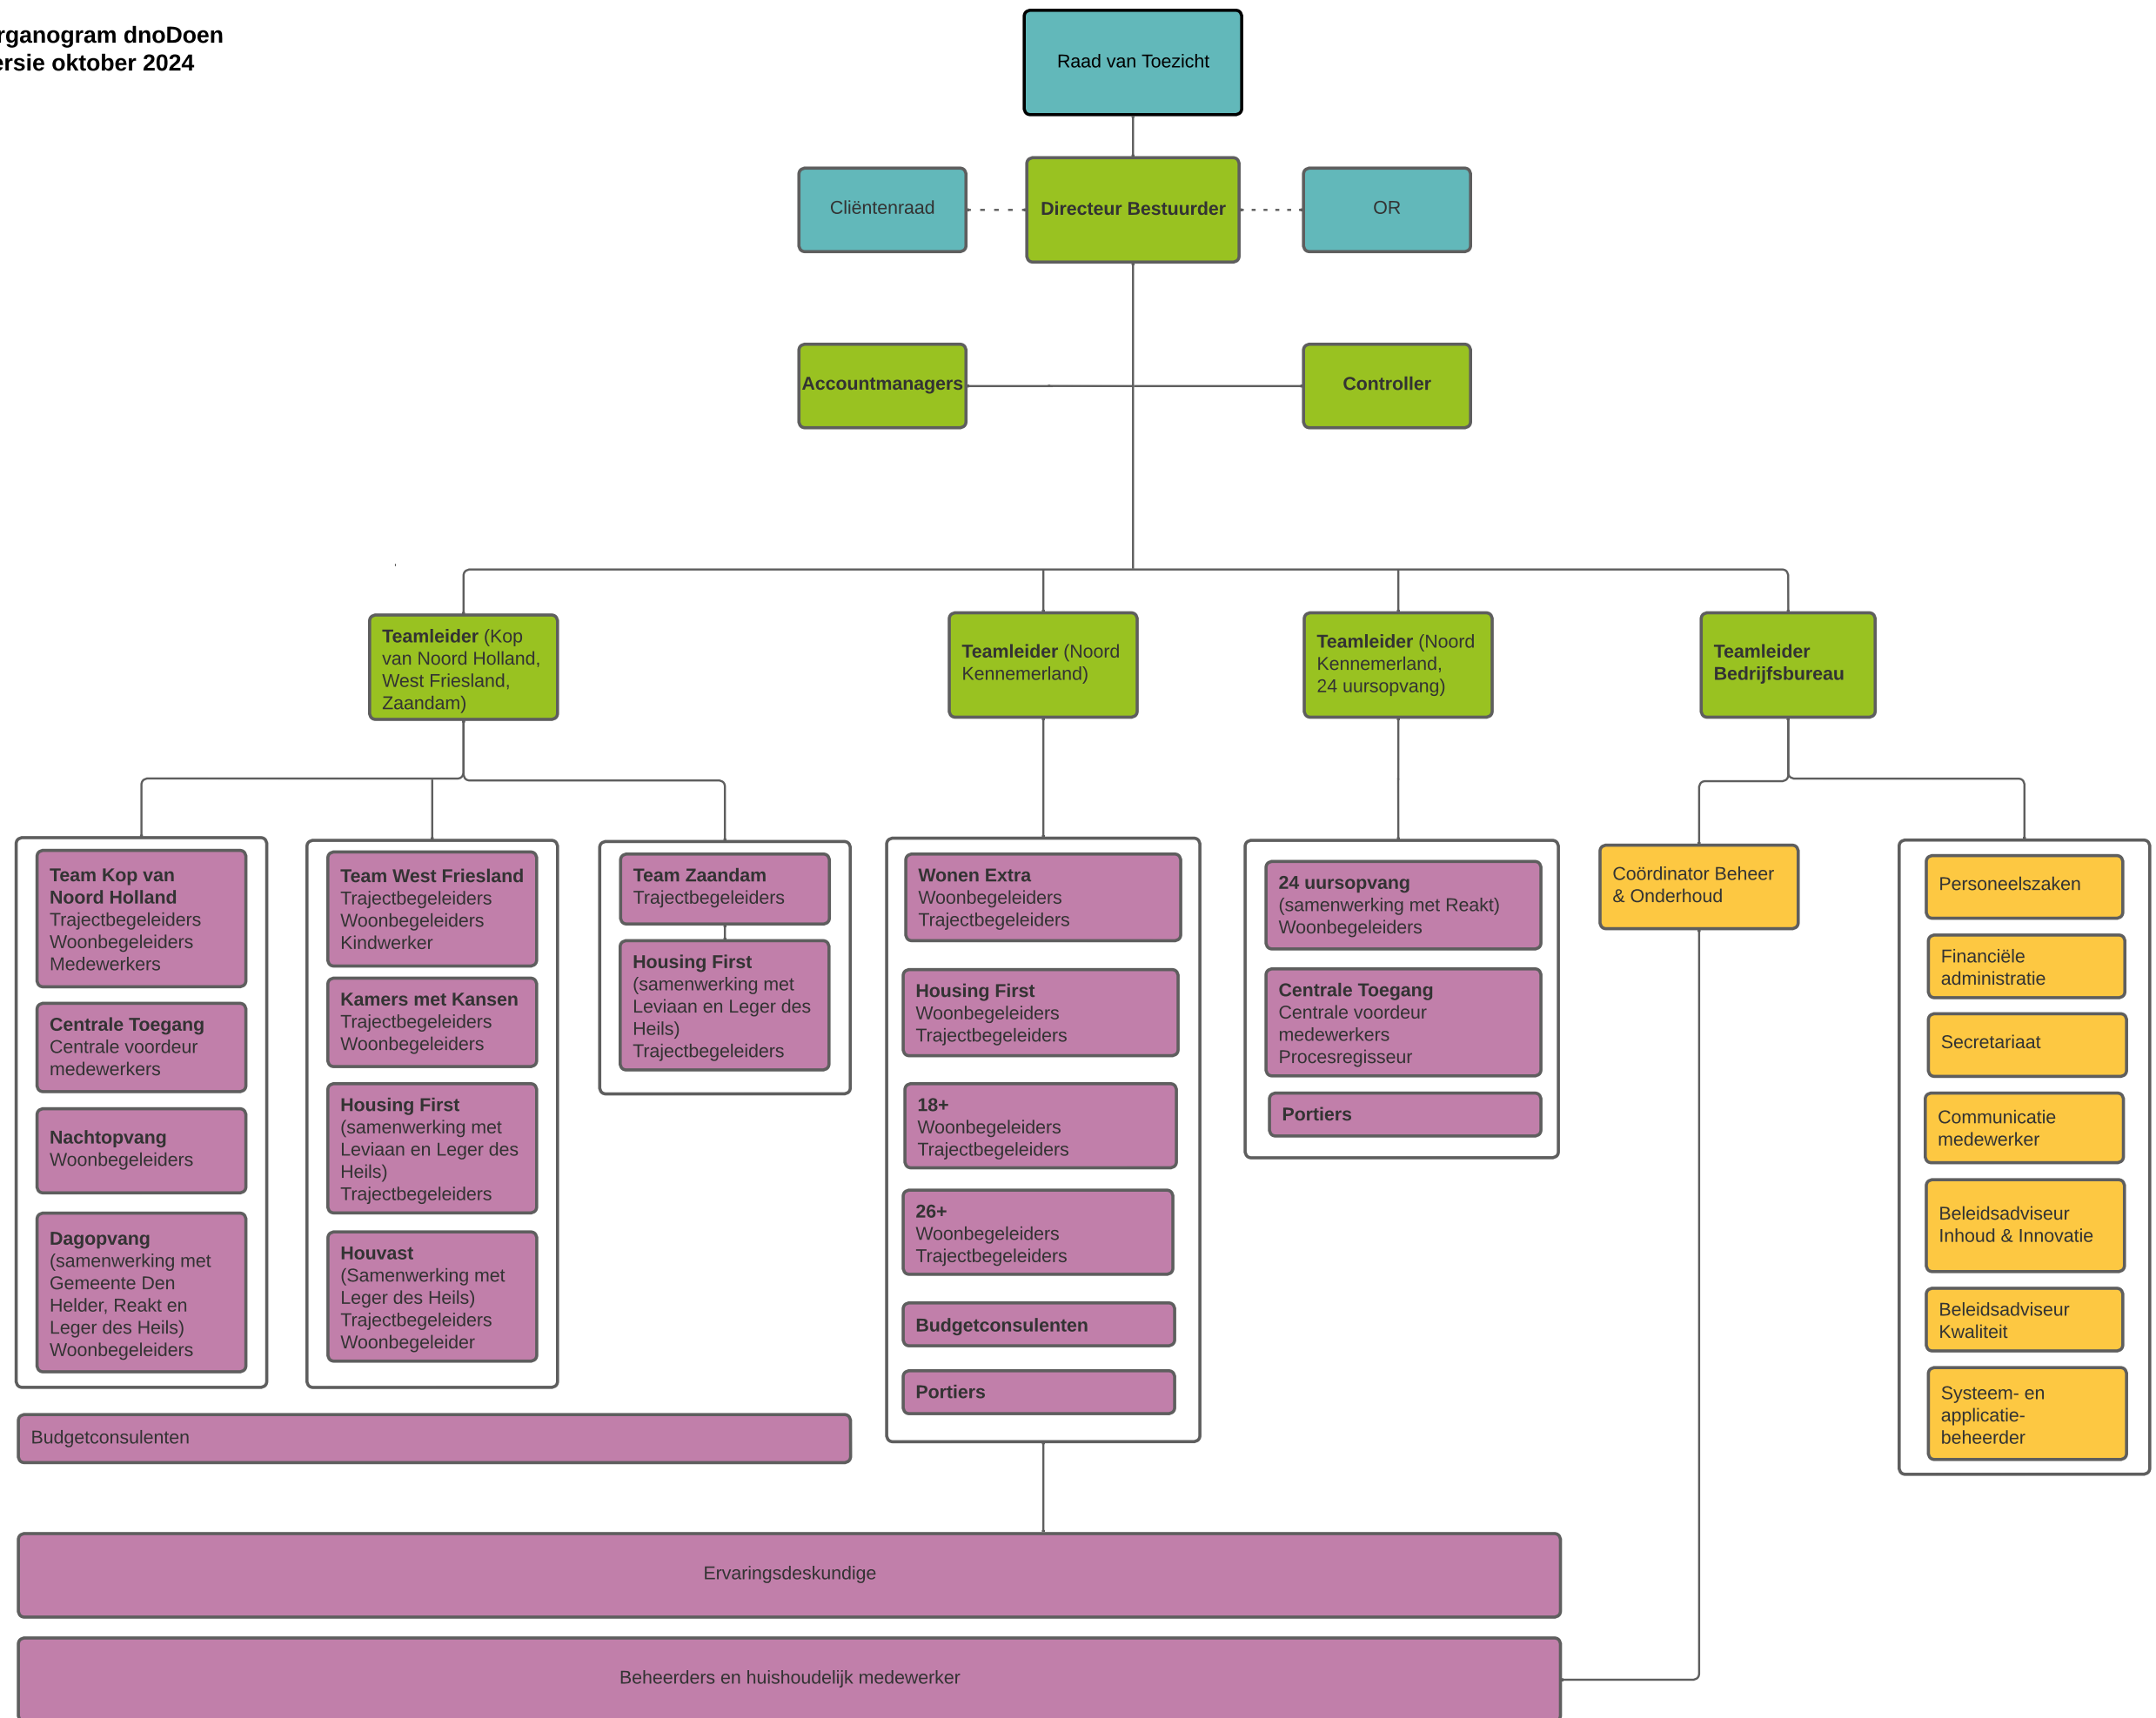 rganogram dnoDoen
ersie oktober 2024
Raad van Toezicht
Cliëntenraad
Directeur Bestuurder
OR
Accountmanagers
Controller
Teamleider (Kop
van Noord Holland,
West Friesland,
Zaandam)
Teamleider (Noord
Kennemerland)
Teamleider (Noord
Kennemerland,
24 uursopvang)
Teamleider
Bedrijfsbureau
Team Kop van
Noord Holland
Trajectbegeleiders
Woonbegeleiders
Medewerkers
Centrale Toegang
Centrale voordeur
medewerkers
Nachtopvang
Woonbegeleiders
Dagopvang
(samenwerking met
Gemeente Den
Helder, Reakt en
Leger des Heils)
Woonbegeleiders
Team West Friesland
Trajectbegeleiders
Woonbegeleiders
Kindwerker
Kamers met Kansen
Trajectbegeleiders
Woonbegeleiders
Housing First
(samenwerking met
Leviaan en Leger des
Heils)
Trajectbegeleiders
Houvast
(Samenwerking met
Leger des Heils)
Trajectbegeleiders
Woonbegeleider
Team Zaandam
Trajectbegeleiders
Housing First
(samenwerking met
Leviaan en Leger des
Heils)
Trajectbegeleiders
Budgetconsulenten
Wonen Extra
Woonbegeleiders
Trajectbegeleiders
Housing First
Woonbegeleiders
Trajectbegeleiders
18+
Woonbegeleiders
Trajectbegeleiders
26+
Woonbegeleiders
Trajectbegeleiders
Budgetconsulenten
Portiers
24 uursopvang
(samenwerking met Reakt)
Woonbegeleiders
Centrale Toegang
Centrale voordeur
medewerkers
Procesregisseur
Portiers
Coördinator Beheer
& Onderhoud
Personeelszaken
Financiële
administratie
Secretariaat
Communicatie
medewerker
Beleidsadviseur
Inhoud & Innovatie
Beleidsadviseur
Kwaliteit
Systeem- en
applicatie-
beheerder
Ervaringsdeskundige
Beheerders en huishoudelijk medewerker